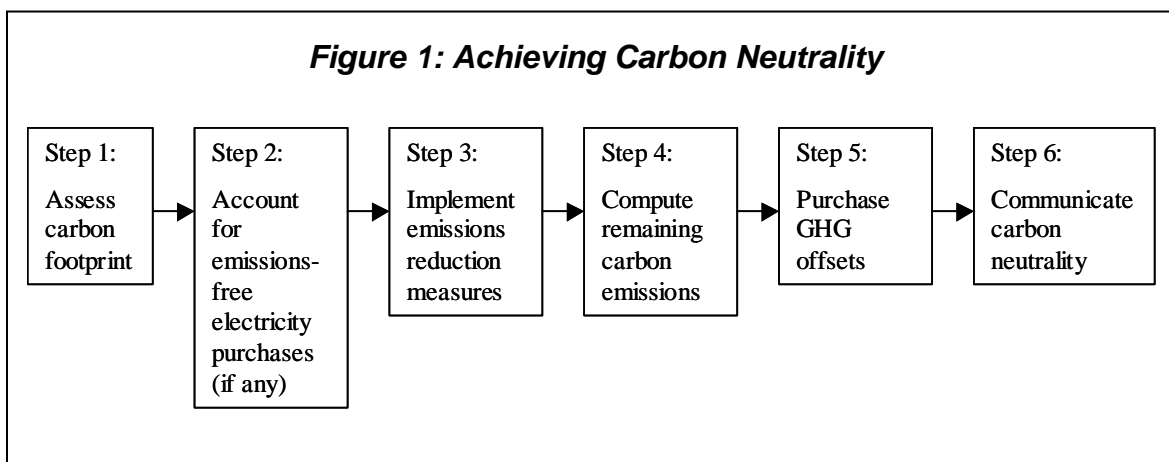 Figure 1: Achieving Carbon Neutrality
Step 1:
Assess
carbon
footprint
Step 2:
Account
for
emissions-
free
electricity
purchases
(if any)
Step 3:
Implement
emissions
reduction
measures
Step 4:
Compute
remaining
carbon
emissions
Step 5:
Purchase
GHG
offsets
Step 6:
Communicate
carbon
neutrality